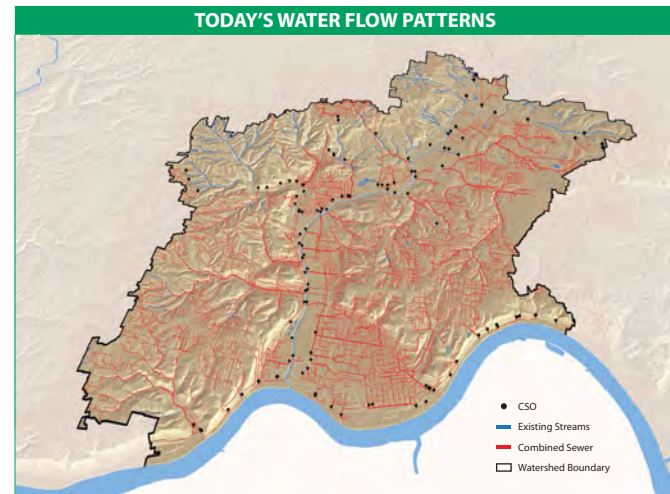 TODAY'S WATER FLOW PATTERNS
CSO
Existing Streams
Combined Sewer
Watershed Boundary